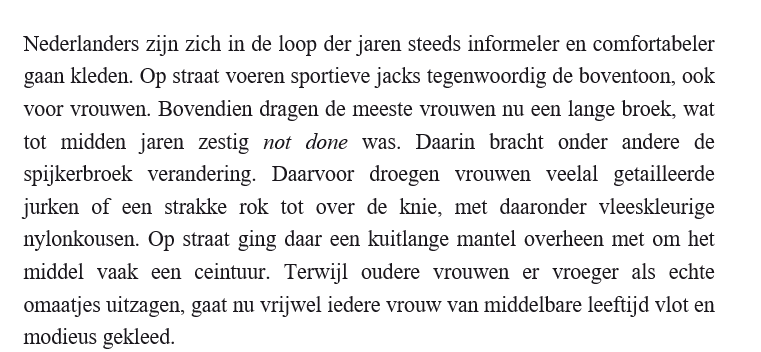 Nederlanders zijn zich in de loop der jaren steeds informeler en comfortabeler
gaan kleden. Op straat voeren sportieve jacks tegenwoordig de boventoon, ook
voor vrouwen. Bovendien dragen de meeste vrouwen nu een lange broek, wat
tot midden jaren zestig not done was. Daarin bracht onder andere de
spijkerbroek verandering. Daarvoor droegen vrouwen veelal getailleerde
jurken of een strakke rok tot over de knie, met daaronder vleeskleurige
nylonkousen. Op straat ging daar een kuitlange mantel overheen met om het
middel vaak een ceintuur. Terwijl oudere vrouwen er vroeger als echte
omaatjes uitzagen, gaat nu vrijwel iedere vrouw van middelbare leeftijd vlot en
modieus gekleed.